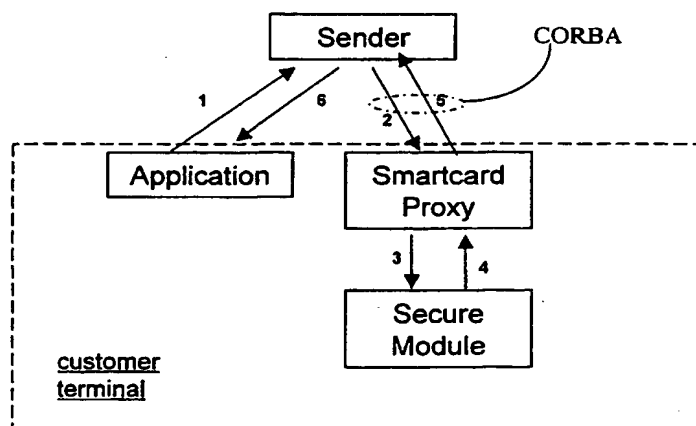 Sender
CORBA
1
6
2
5
Application
Smartcard
Proxy
3
4
Secure
Module
customer
terminal